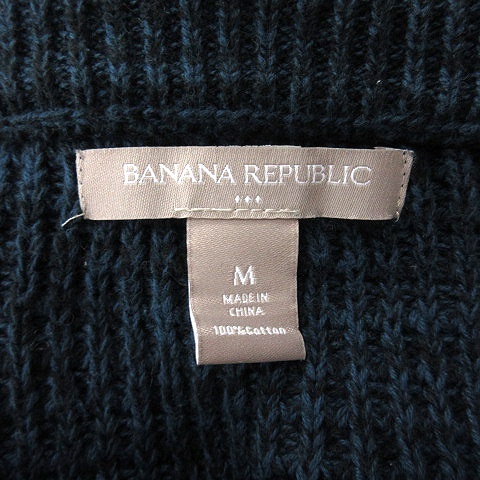 BANANA REPUBLIC
M
MADE IN
CHINA
100%Cotton